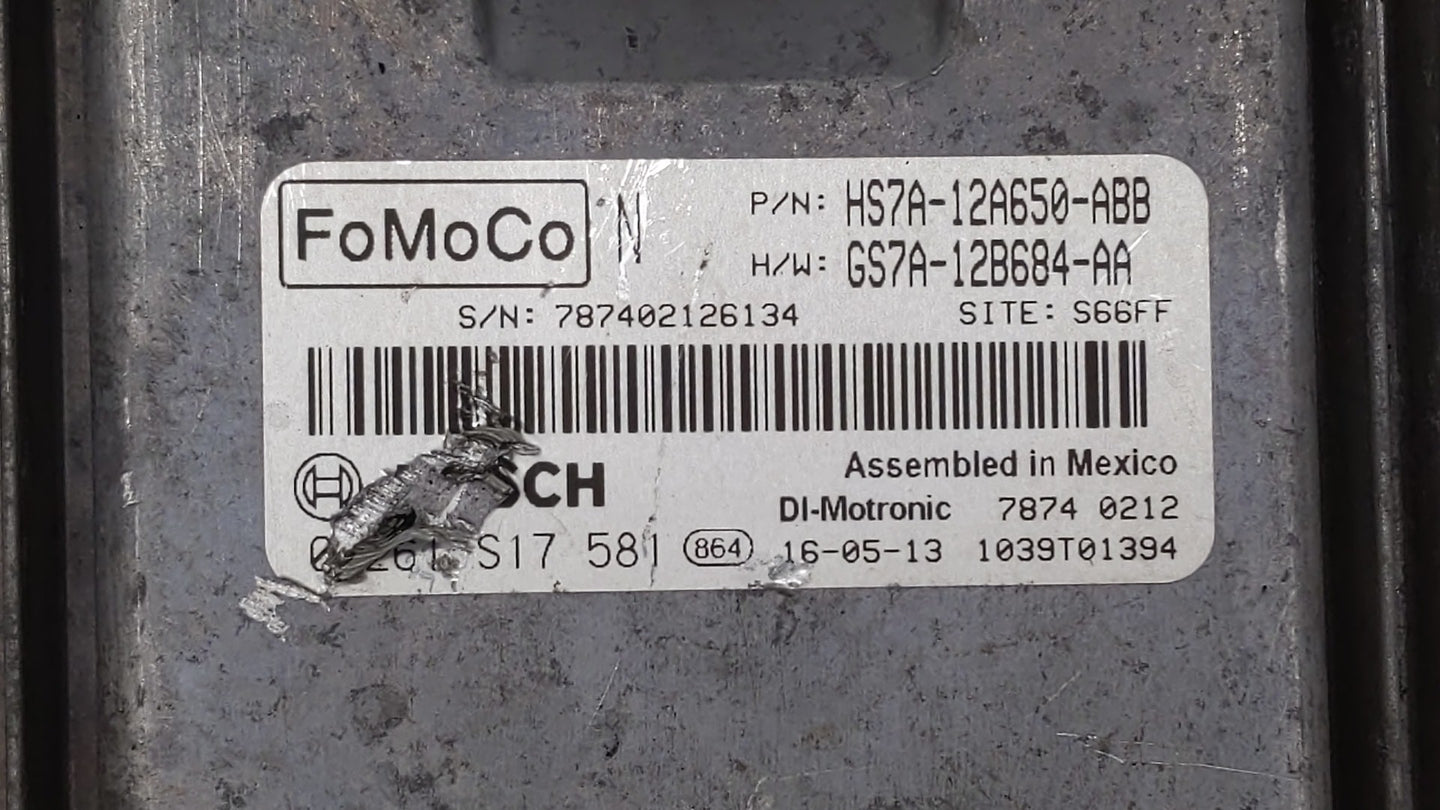 FoMoCo N P/N: HS7A-12A650-ABB
H/W: GS7A-12B684-AA
S/N: 787402126134 SITE: S66FF
Assembled in Mexico
DI-Motronic 7874 0212
S17 581 864 16-05-13 1039T01394